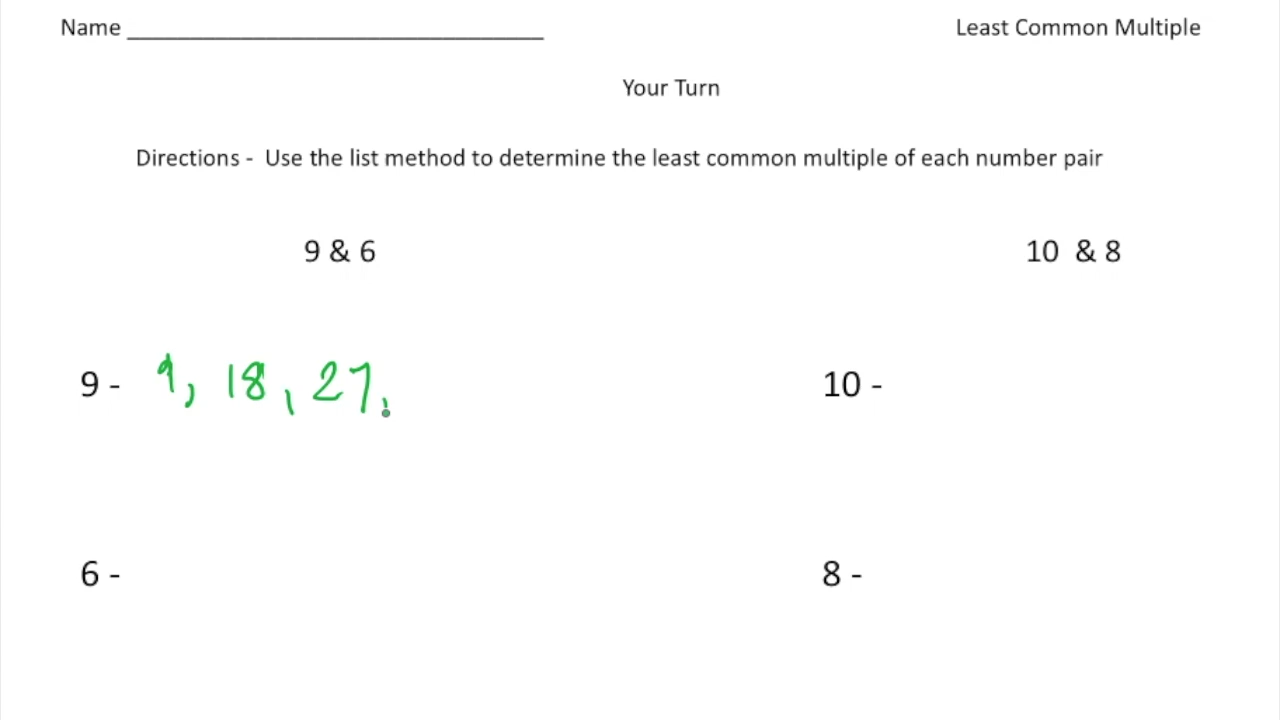 Name ________________________________ Least Common Multiple
Your Turn
Directions - Use the list method to determine the least common multiple of each number pair
9 & 6 10 & 8
9 - 9, 18, 27, 10 -
6 - 8 -